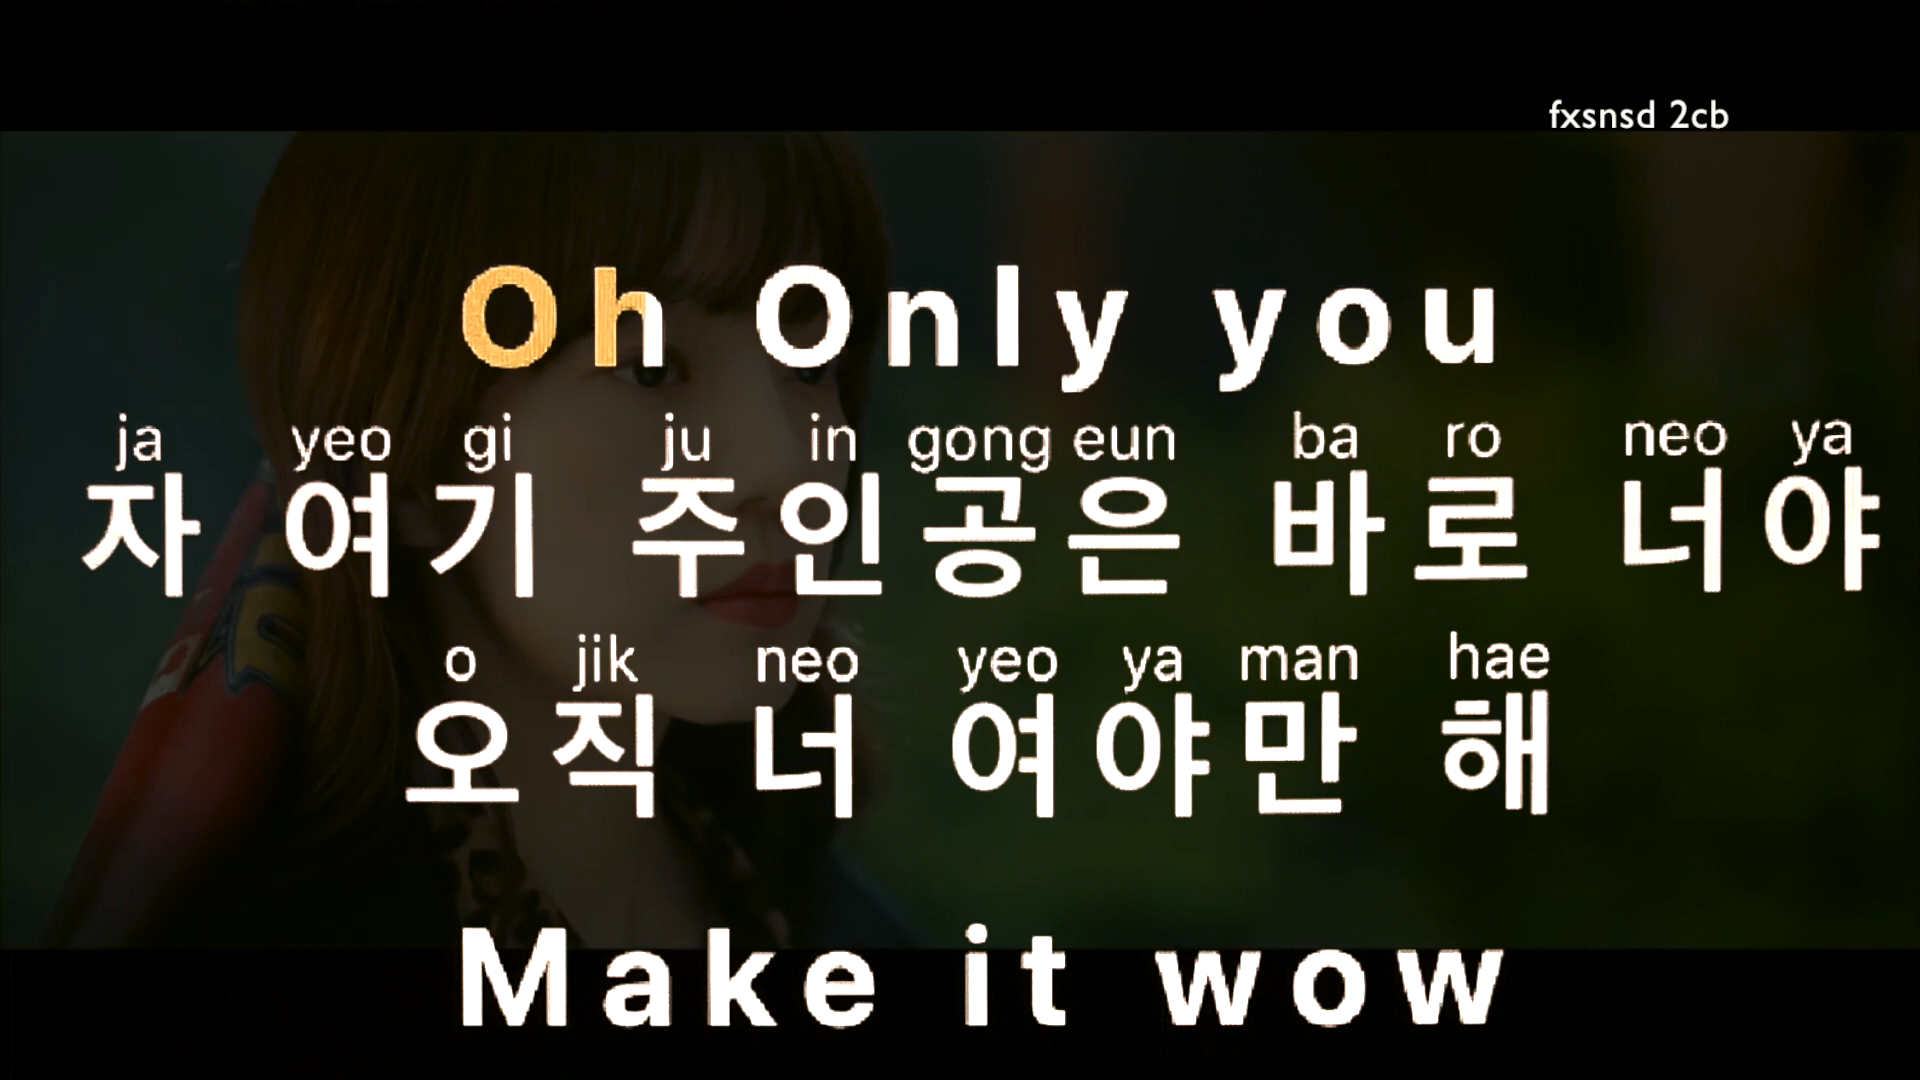 fxsnsd 2cb
Oh Only you
ja yeo gi ju in gong eun ba ro neo ya
자 여기 주인공은 바로 너야
o jik neo yeo ya man hae
오직 너 여야만 해
Make it wow